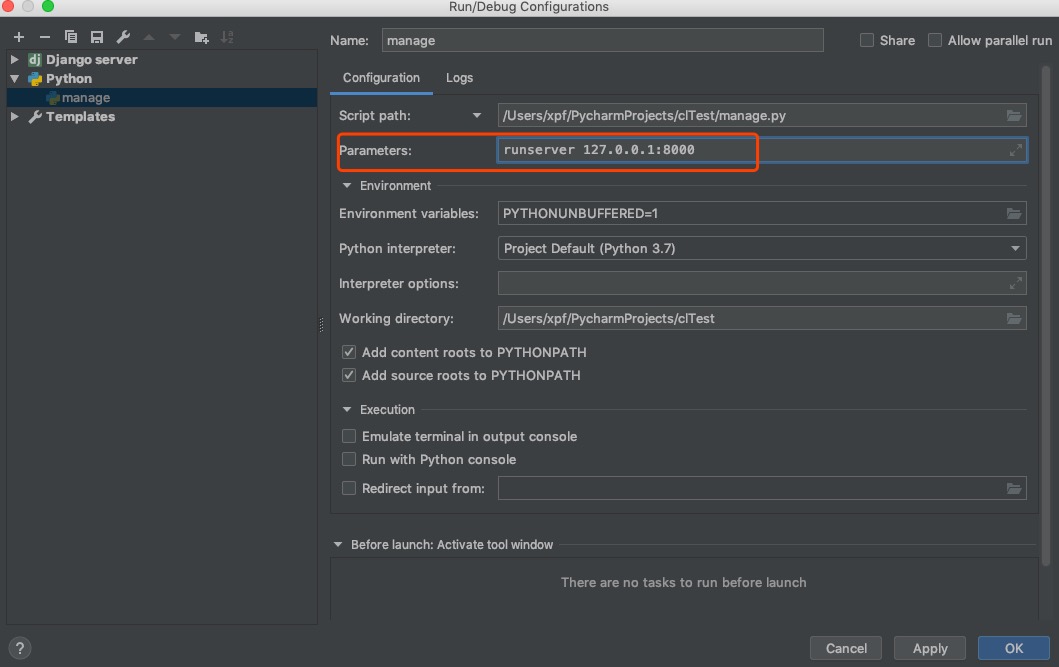 Run/Debug Configurations
Django server
Python
manage
Templates
Name: manage
Share
Allow parallel run
Configuration Logs
Script path: /Users/xpf/PycharmProjects/clTest/manage.py
Parameters: runserver 127.0.0.1:8000
Environment
Environment variables: PYTHONUNBUFFERED=1
Python interpreter: Project Default (Python 3.7)
Interpreter options:
Working directory: /Users/xpf/PycharmProjects/clTest
Add content roots to PYTHONPATH
Add source roots to PYTHONPATH
Execution
Emulate terminal in output console
Run with Python console
Redirect input from:
Before launch: Activate tool window
There are no tasks to run before launch
? Cancel Apply OK